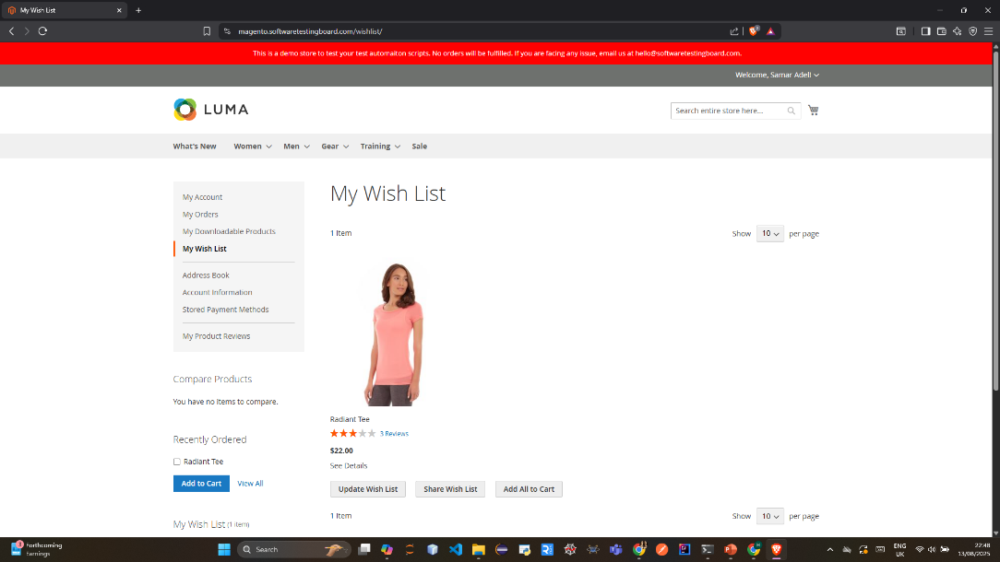 My Wish List
magento.softwaretestingboard.com/wishlist/
This is a demo store to test your test automaiton scripts. No orders will be fulfilled. If you are facing any issue, email us at hello@softwaretestingboard.com.
Welcome, Samar Adel!
LUMA
Search entire store here...
What's New Women Men Gear Training Sale
My Account
My Orders
My Downloadable Products
My Wish List
Address Book
Account Information
Stored Payment Methods
My Product Reviews
Compare Products
You have no items to compare.
Recently Ordered
Radiant Tee
Add to Cart View All
My Wish List (1 item)
My Wish List
1 Item
Show 10 per page
Radiant Tee
3 Reviews
$22.00
See Details
Update Wish List Share Wish List Add All to Cart
1 Item
Show 10 per page
3
Forthcoming
Earnings
Search
ENG
UK
22:48
13/08/2025